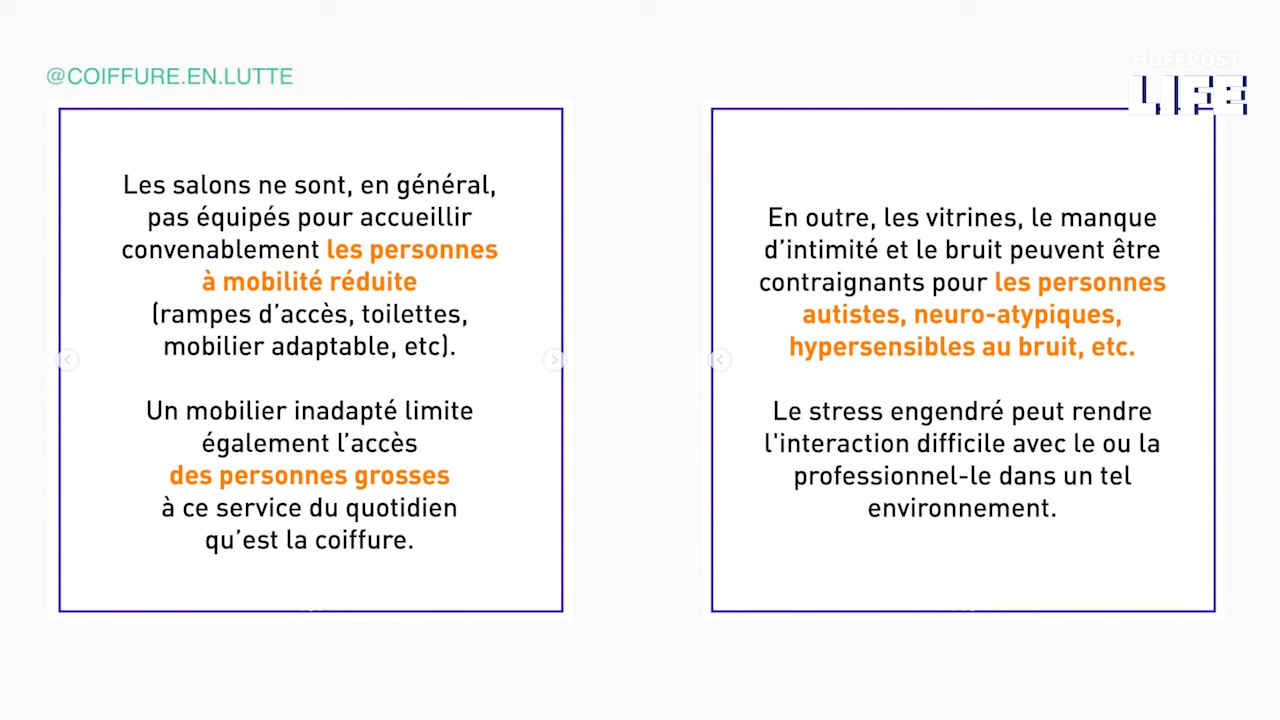 @COIFFURE.EN.LUTTE
HUFFPOST
LIFE
Les salons ne sont, en général,
pas équipés pour accueillir
convenablement les personnes
à mobilité réduite
(rampes d’accès, toilettes,
mobilier adaptable, etc).
Un mobilier inadapté limite
également l’accès
des personnes grosses
à ce service du quotidien
qu’est la coiffure.
En outre, les vitrines, le manque
d’intimité et le bruit peuvent être
contraignants pour les personnes
autistes, neuro-atypiques,
hypersensibles au bruit, etc.
Le stress engendré peut rendre
l'interaction difficile avec le ou la
professionnel-le dans un tel
environnement.